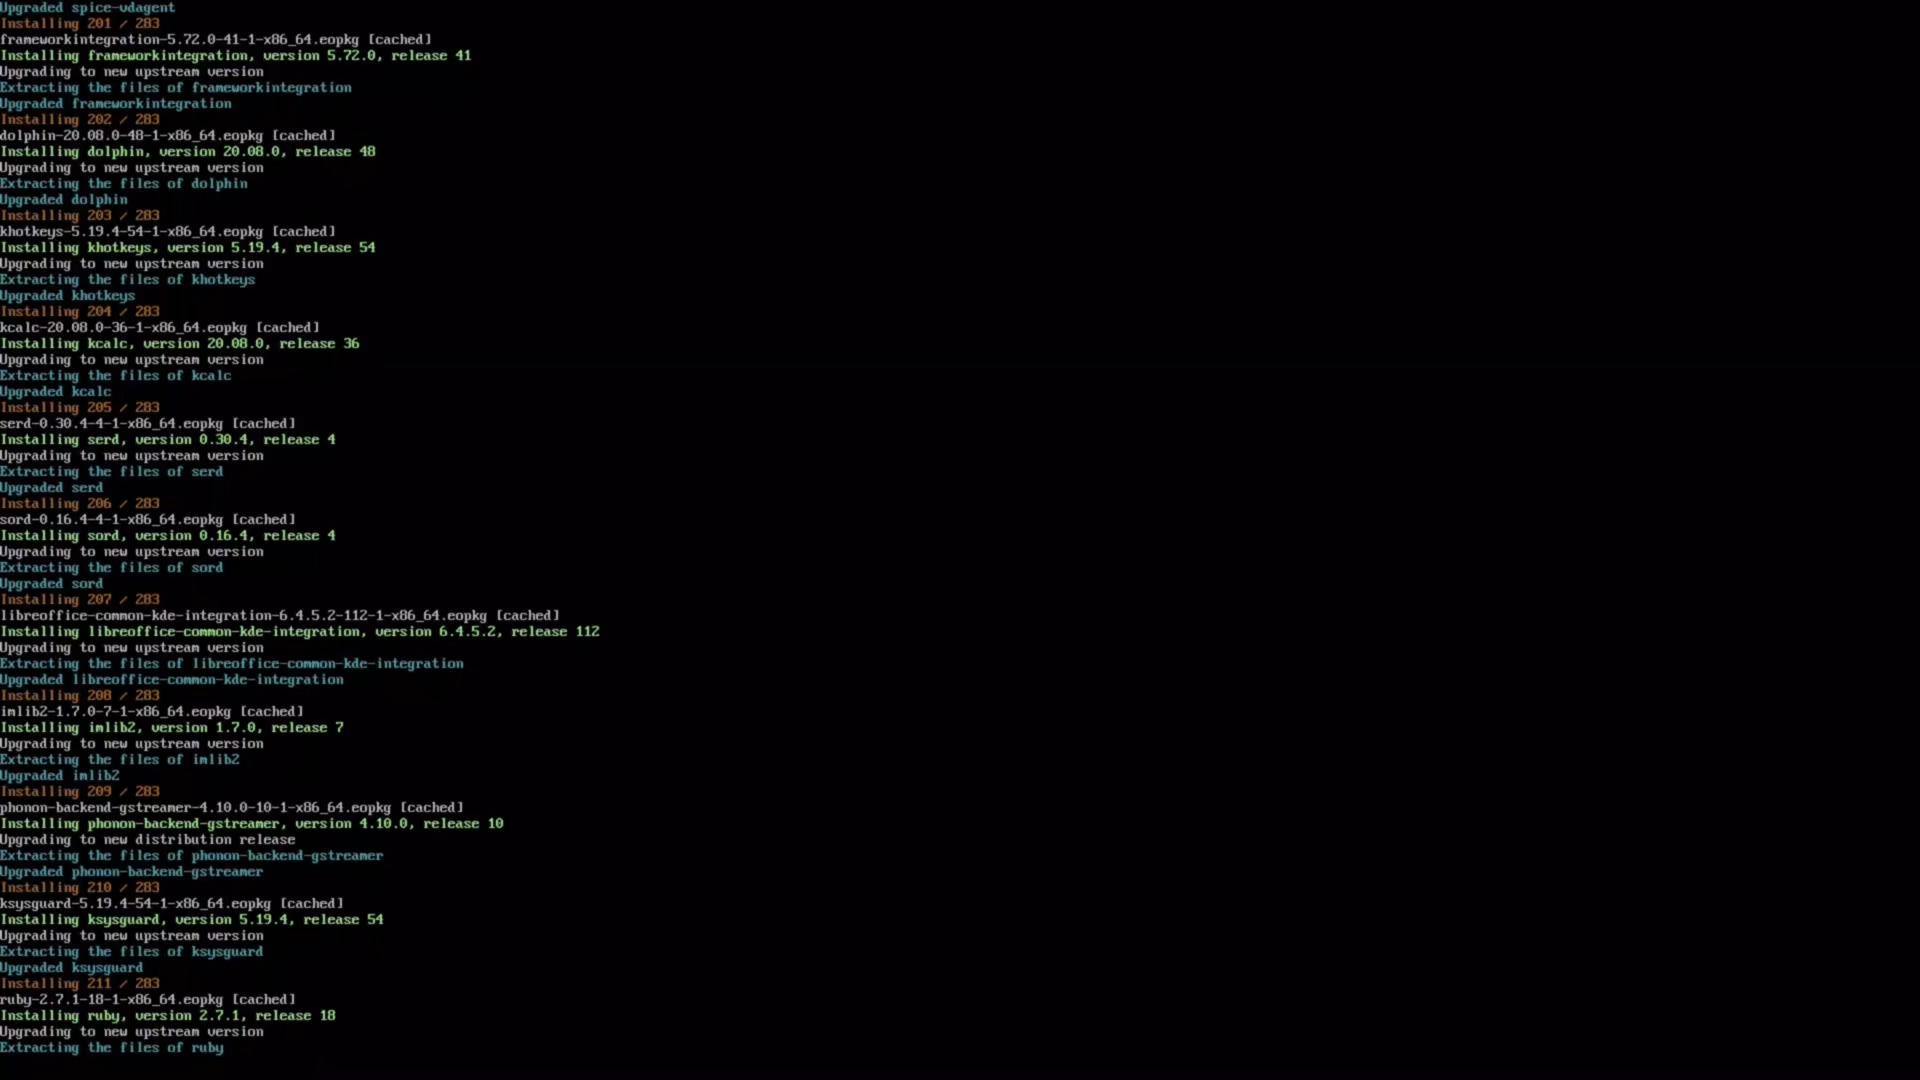 Upgraded spice-vdagent
Installing 201 / 283
frameworkintegration-5.72.0-41-1-x86_64.eopkg [cached]
Installing frameworkintegration, version 5.72.0, release 41
Upgrading to new upstream version
Extracting the files of frameworkintegration
Upgraded frameworkintegration
Installing 202 / 283
dolphin-20.08.0-48-1-x86_64.eopkg [cached]
Installing dolphin, version 20.08.0, release 48
Upgrading to new upstream version
Extracting the files of dolphin
Upgraded dolphin
Installing 203 / 283
khotkeys-5.19.4-54-1-x86_64.eopkg [cached]
Installing khotkeys, version 5.19.4, release 54
Upgrading to new upstream version
Extracting the files of khotkeys
Upgraded khotkeys
Installing 204 / 283
kcalc-20.08.0-36-1-x86_64.eopkg [cached]
Installing kcalc, version 20.08.0, release 36
Upgrading to new upstream version
Extracting the files of kcalc
Upgraded kcalc
Installing 205 / 283
serd-0.30.4-4-1-x86_64.eopkg [cached]
Installing serd, version 0.30.4, release 4
Upgrading to new upstream version
Extracting the files of serd
Upgraded serd
Installing 206 / 283
sord-0.16.4-4-1-x86_64.eopkg [cached]
Installing sord, version 0.16.4, release 4
Upgrading to new upstream version
Extracting the files of sord
Upgraded sord
Installing 207 / 283
libreoffice-common-kde-integration-6.4.5.2-112-1-x86_64.eopkg [cached]
Installing libreoffice-common-kde-integration, version 6.4.5.2, release 112
Upgrading to new upstream version
Extracting the files of libreoffice-common-kde-integration
Upgraded libreoffice-common-kde-integration
Installing 208 / 283
imlib2-1.7.0-7-1-x86_64.eopkg [cached]
Installing imlib2, version 1.7.0, release 7
Upgrading to new upstream version
Extracting the files of imlib2
Upgraded imlib2
Installing 209 / 283
phonon-backend-gstreamer-4.10.0-10-1-x86_64.eopkg [cached]
Installing phonon-backend-gstreamer, version 4.10.0, release 10
Upgrading to new distribution release
Extracting the files of phonon-backend-gstreamer
Upgraded phonon-backend-gstreamer
Installing 210 / 283
ksysguard-5.19.4-54-1-x86_64.eopkg [cached]
Installing ksysguard, version 5.19.4, release 54
Upgrading to new upstream version
Extracting the files of ksysguard
Upgraded ksysguard
Installing 211 / 283
ruby-2.7.1-18-1-x86_64.eopkg [cached]
Installing ruby, version 2.7.1, release 18
Upgrading to new upstream version
Extracting the files of ruby